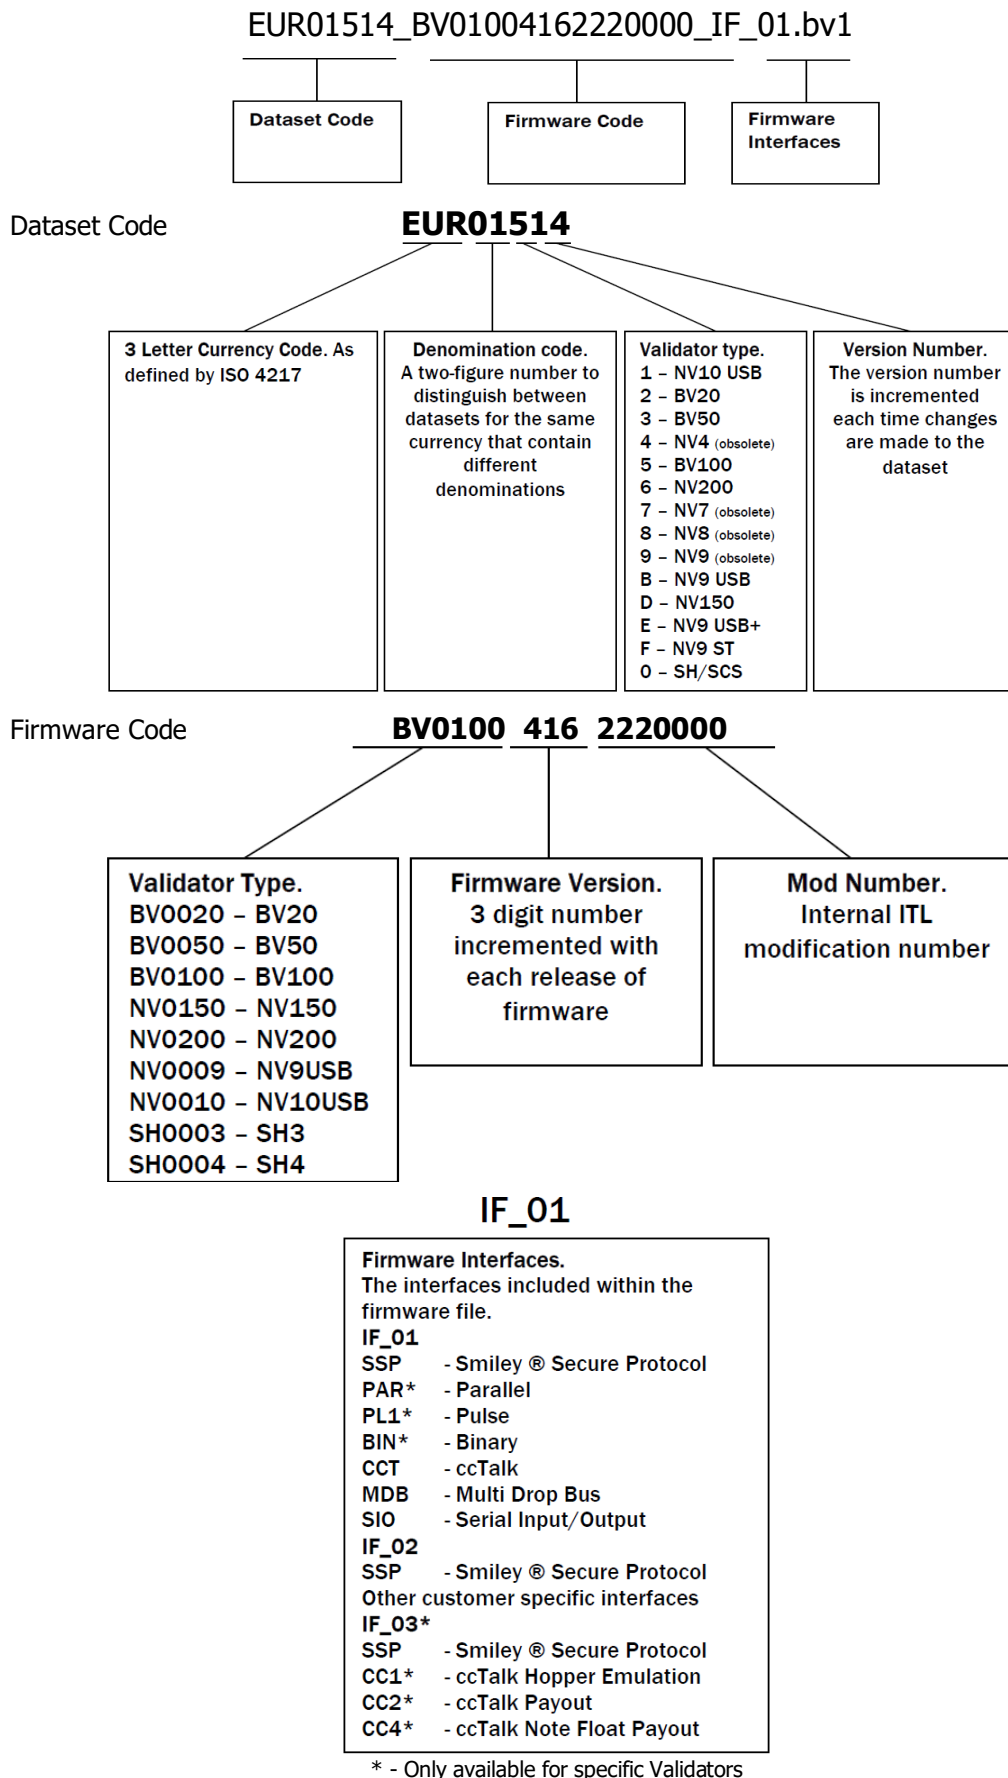 EUR01514_BV01004162220000_IF_01.bv1
Dataset Code
Firmware Code
Firmware
Interfaces
Dataset Code
EUR01514
3 Letter Currency Code. As
defined by ISO 4217
Denomination code.
A two-figure number to
distinguish between
datasets for the same
currency that contain
different
denominations
Validator type.
1 – NV10 USB
2 – BV20
3 – BV50
4 – NV4 (obsolete)
5 – BV100
6 – NV200
7 – NV7 (obsolete)
8 – NV8 (obsolete)
9 – NV9 (obsolete)
B – NV9 USB
D – NV150
E – NV9 USB+
F – NV9 ST
0 – SH/SCS
Version Number.
The version number
is incremented
each time changes
are made to the
dataset
Firmware Code
BV0100 416 2220000
Validator Type.
BV0020 – BV20
BV0050 – BV50
BV0100 – BV100
NV0150 – NV150
NV0200 – NV200
NV0009 – NV9USB
NV0010 – NV10USB
SH0003 – SH3
SH0004 – SH4
Firmware Version.
3 digit number
incremented with
each release of
firmware
Mod Number.
Internal ITL
modification number
IF_01
Firmware Interfaces.
The interfaces included within the
firmware file.
IF_01
SSP - Smiley ® Secure Protocol
PAR* - Parallel
PL1* - Pulse
BIN* - Binary
CCT - ccTalk
MDB - Multi Drop Bus
SIO - Serial Input/Output
IF_02
SSP - Smiley ® Secure Protocol
Other customer specific interfaces
IF_03*
SSP - Smiley ® Secure Protocol
CC1* - ccTalk Hopper Emulation
CC2* - ccTalk Payout
CC4* - ccTalk Note Float Payout
* - Only available for specific Validators